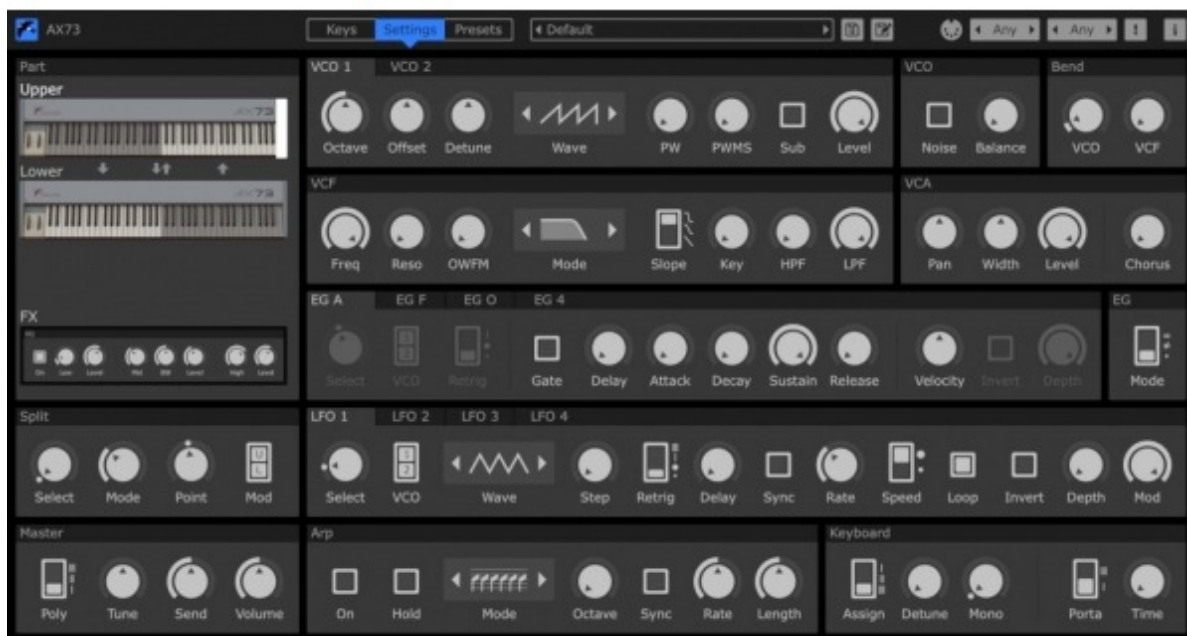 AX73 Keys Settings Presets Default Any Any
Part
Upper
AX73
Lower
AX73
FX
On Low Level Mid BW Level High Level
VCO 1 VCO 2
Octave Offset Detune Wave PW PWMS Sub Level
VCO
Noise Balance
Bend
VCO VCF
VCF
Freq Reso OWFM Mode Slope Key HPF LPF
VCA
Pan Width Level Chorus
EG A EG F EG O EG 4
Select VCO Retrig Gate Delay Attack Decay Sustain Release Velocity Invert Depth
EG
Mode
Split
Select Mode Point Mod
U
L
LFO 1 LFO 2 LFO 3 LFO 4
1
2
Select VCO Wave Step Retrig Delay Sync Rate Speed Loop Invert Depth Mod
Master
Poly Tune Send Volume
Arp
On Hold Mode Octave Sync Rate Length
Keyboard
Assign Detune Mono Porta Time